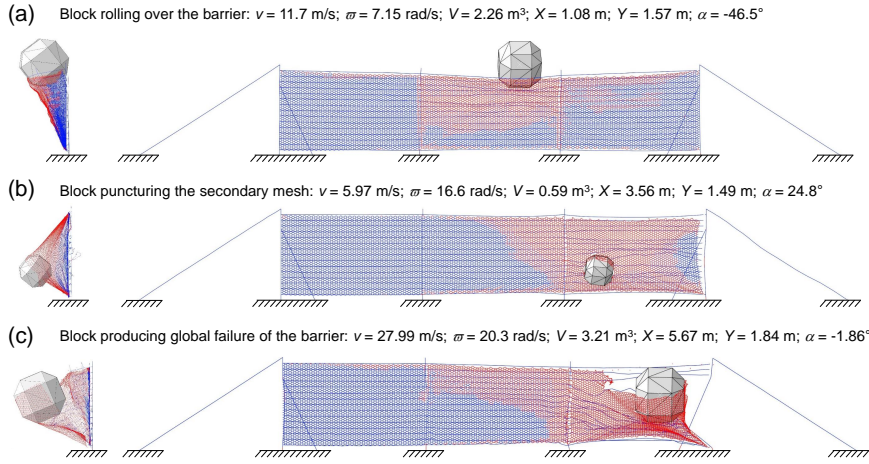 (a) Block rolling over the barrier: v = 11.7 m/s; ϖ = 7.15 rad/s; V = 2.26 m³; X = 1.08 m; Y = 1.57 m; α = -46.5°
(b) Block puncturing the secondary mesh: v = 5.97 m/s; ϖ = 16.6 rad/s; V = 0.59 m³; X = 3.56 m; Y = 1.49 m; α = 24.8°
(c) Block producing global failure of the barrier: v = 27.99 m/s; ϖ = 20.3 rad/s; V = 3.21 m³; X = 5.67 m; Y = 1.84 m; α = -1.86°